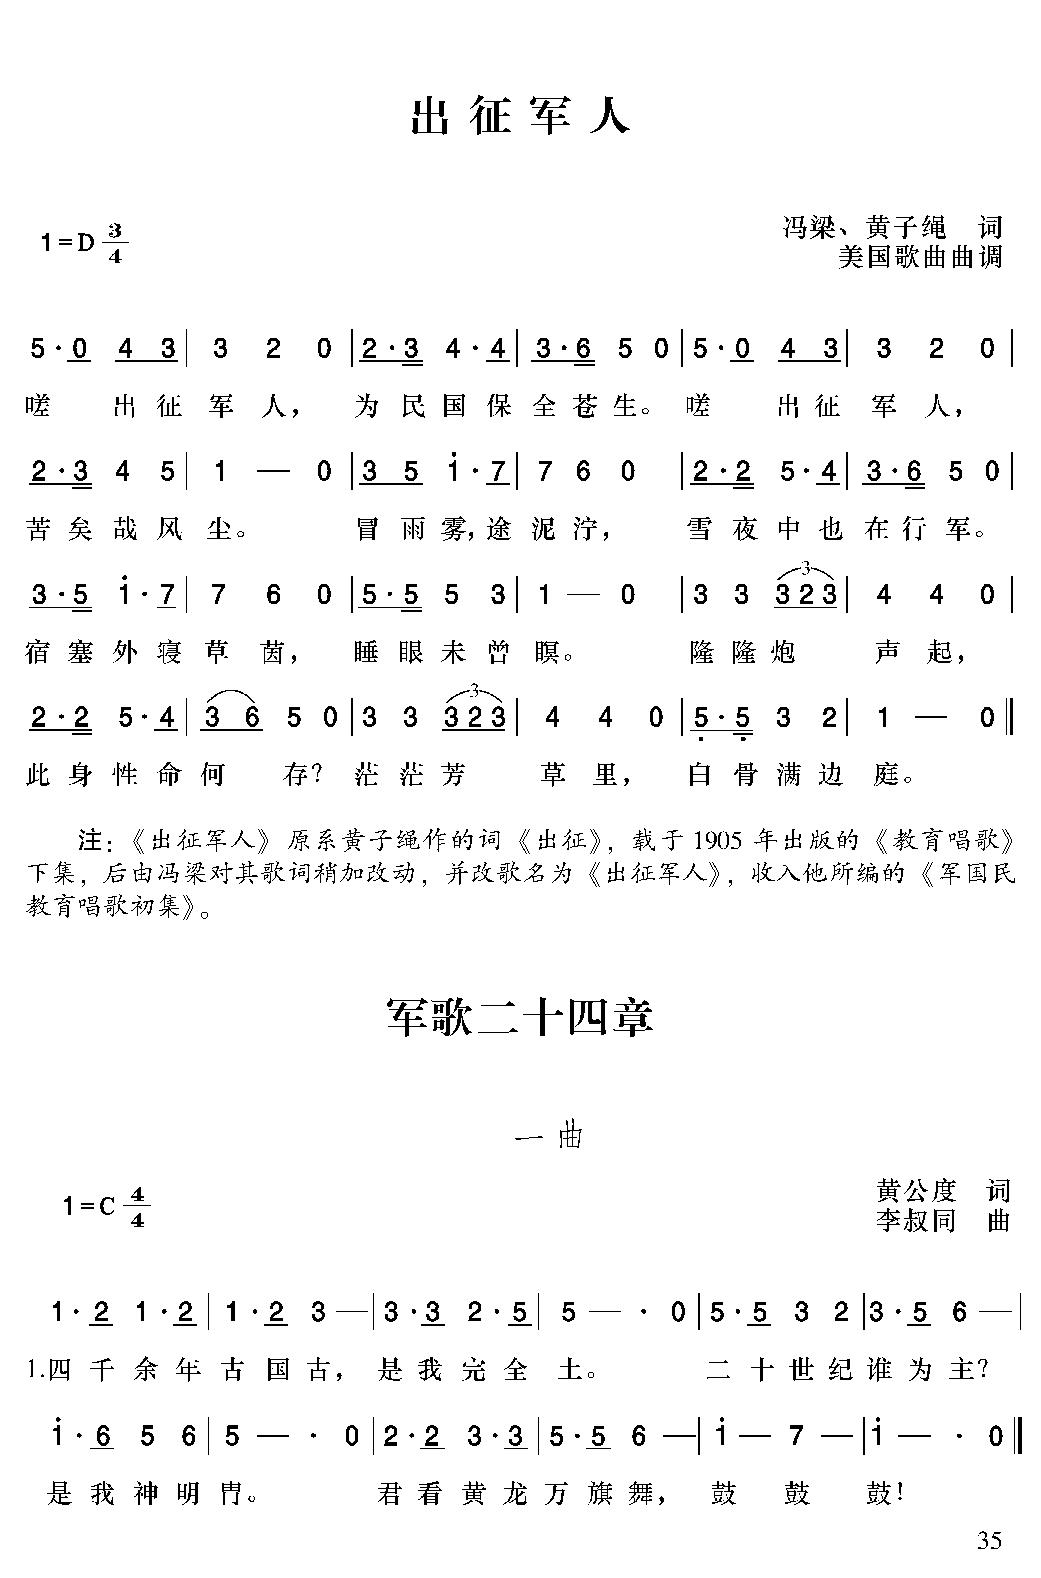 出征军人
1=D 3/4
冯梁、黄子绳 词
美国歌曲曲调
5·0 4 3 | 3 2 0 | 2·3 4·4 | 3·6 5 0 | 5·0 4 3 | 3 2 0 |
嗟 出 征 军 人， 为 民 国 保 全 苍 生。 嗟 出 征 军 人，
2·3 4 5 | 1 — 0 | 3 5 i·7 | 7 6 0 | 2·2 5·4 | 3·6 5 0 |
苦 矣 哉 风 尘。 冒 雨 雾，途 泥 泞， 雪 夜 中 也 在 行 军。
3·5 i·7 | 7 6 0 | 5·5 5 3 | 1 — 0 | 3 3 3 2 3 | 4 4 0 |
宿 塞 外 寝 草 茵， 睡 眼 未 曾 瞑。 隆 隆 炮 声 起，
2·2 5·4 | 3 6 5 0 | 3 3 3 2 3 | 4 4 0 | 5·5 3 2 | 1 — 0 ‖
此 身 性 命 何 存？ 茫 茫 芳 草 里， 白 骨 满 边 庭。
注：《出征军人》原系黄子绳作的词《出征》，载于1905年出版的《教育唱歌》
下集，后由冯梁对其歌词稍加改动，并改歌名为《出征军人》，收入他所编的《军国民
教育唱歌初集》。
军歌二十四章
一曲
1=C 4/4
黄公度 词
李叔同 曲
1·2 1·2 | 1·2 3 — | 3·3 2·5 | 5 — · 0 | 5·5 3 2 | 3·5 6 — |
1.四 千 余 年 古 国 古， 是 我 完 全 土。 二 十 世 纪 谁 为 主？
i·6 5 6 | 5 — · 0 | 2·2 3·3 | 5·5 6 — | i — 7 — | i — · 0 ‖
是 我 神 明 胄。 君 看 黄 龙 万 旗 舞， 鼓 鼓 鼓！
35